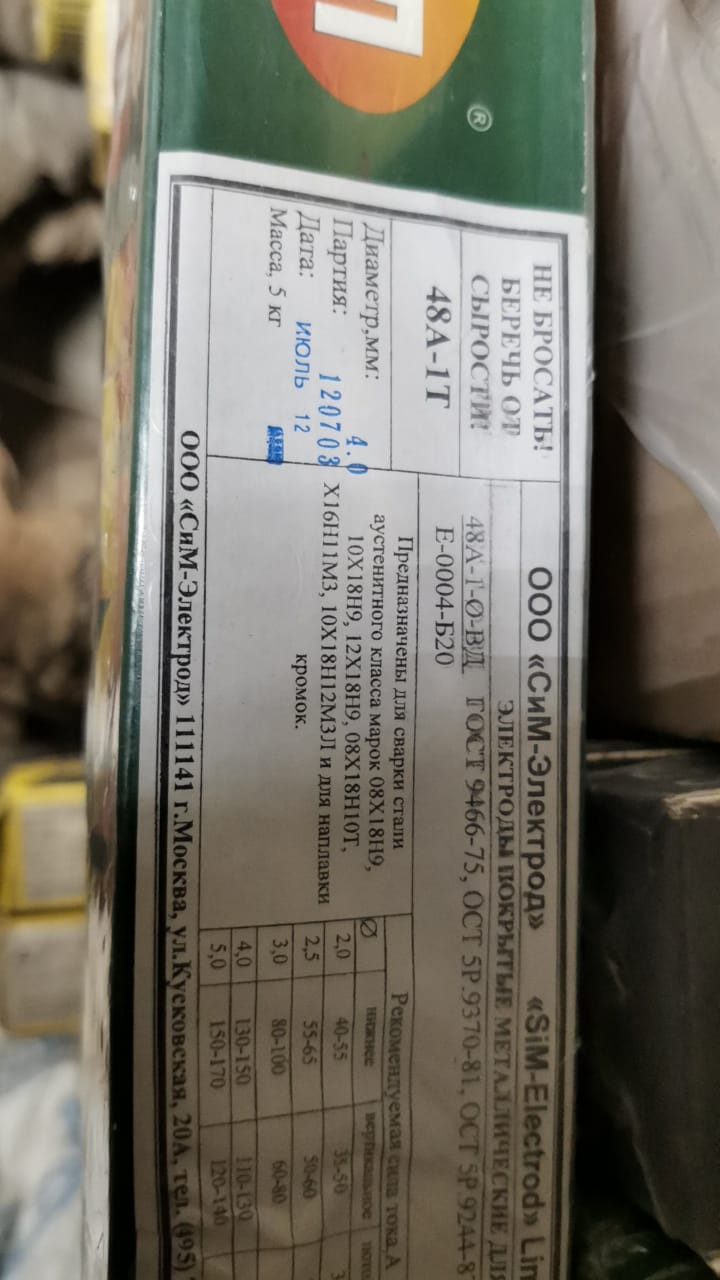 П
®
НЕ БРОСАТЬ!
БЕРЕЧЬ ОТ
СЫРОСТИ!
48А-1Т
Диаметр,мм: 4.0
Партия: 120703
Дата: ИЮЛЬ 12
Масса, 5 кг
ООО «СиМ-Электрод» «SiM-Electrod» Lim
ЭЛЕКТРОДЫ ПОКРЫТЫЕ МЕТАЛЛИЧЕСКИЕ ДЛЯ
48А-1-Ø-ВД ГОСТ 9466-75, ОСТ 5Р.9370-81, ОСТ 5Р.9244-8
Е-0004-Б20
Предназначены для сварки стали
аустенитного класса марок 08Х18Н9,
10Х18Н9, 12Х18Н9, 08Х18Н10Т,
Х16Н11М3, 10Х18Н12М3Л и для наплавки
кромок.
Рекомендуемая сила тока,А
Ø нижнее вертикальное пото
2,0 40-55 35-50 3
2,5 55-65 50-60
3,0 80-100 60-80
4,0 130-150 110-130
5,0 150-170 120-140
ООО «СиМ-Электрод» 111141 г.Москва, ул.Кусковская, 20А, тел. (495)